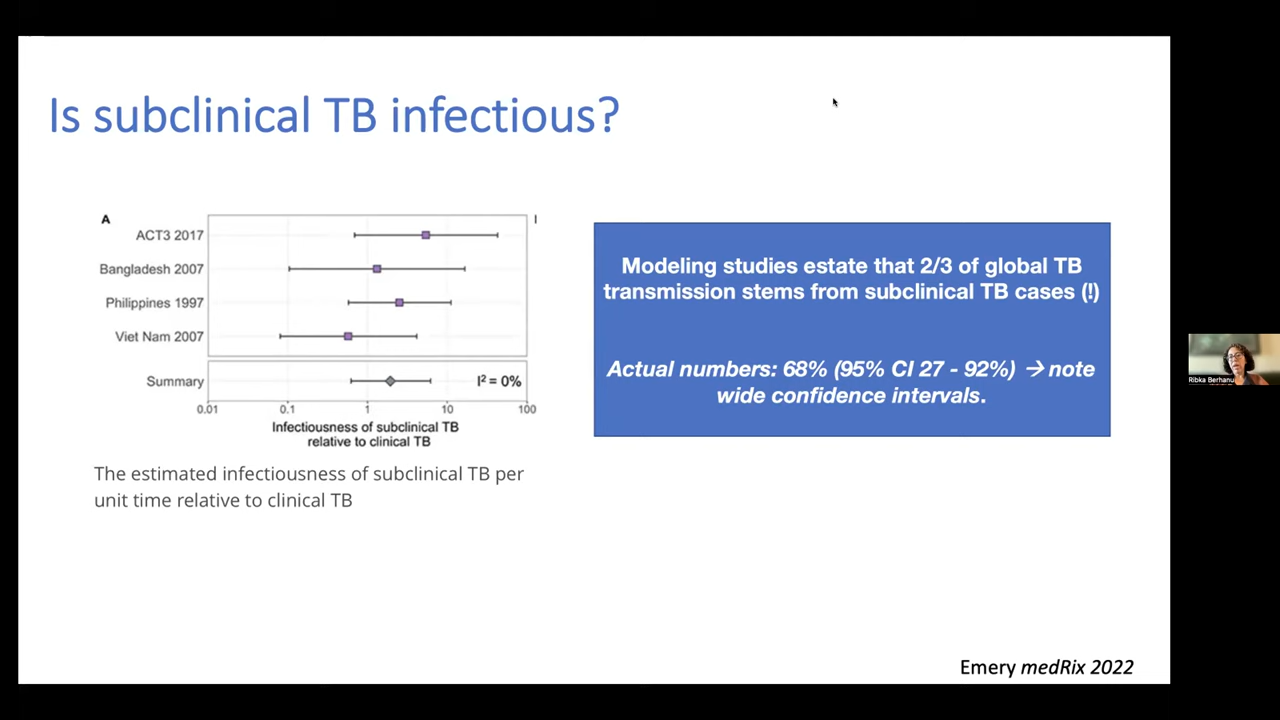 Is subclinical TB infectious?
A
I
ACT3 2017
Bangladesh 2007
Philippines 1997
Viet Nam 2007
Summary
I² = 0%
0.01 0.1 1 10 100
Infectiousness of subclinical TB
relative to clinical TB
The estimated infectiousness of subclinical TB per
unit time relative to clinical TB
Modeling studies estate that 2/3 of global TB
transmission stems from subclinical TB cases (!)
Actual numbers: 68% (95% CI 27 - 92%) → note
wide confidence intervals.
Ribka Berhanu
Emery medRix 2022